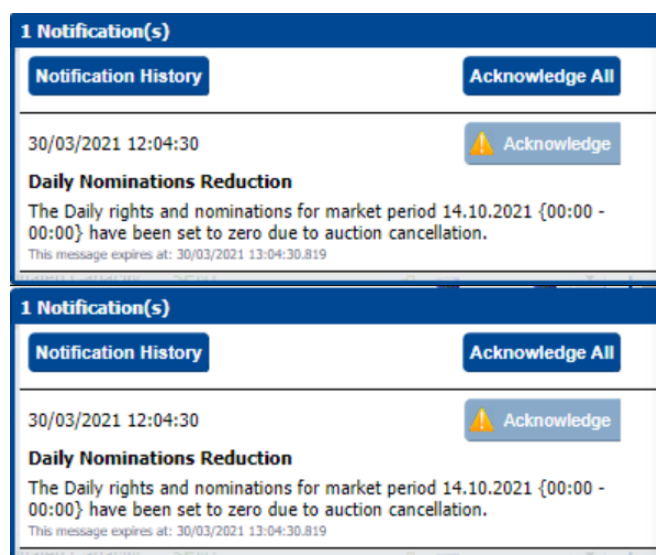 1 Notification(s)
Notification History
Acknowledge All
30/03/2021 12:04:30
Acknowledge
Daily Nominations Reduction
The Daily rights and nominations for market period 14.10.2021 {00:00 -
00:00} have been set to zero due to auction cancellation.
This message expires at: 30/03/2021 13:04:30.819
1 Notification(s)
Notification History
Acknowledge All
30/03/2021 12:04:30
Acknowledge
Daily Nominations Reduction
The Daily rights and nominations for market period 14.10.2021 {00:00 -
00:00} have been set to zero due to auction cancellation.
This message expires at: 30/03/2021 13:04:30.819